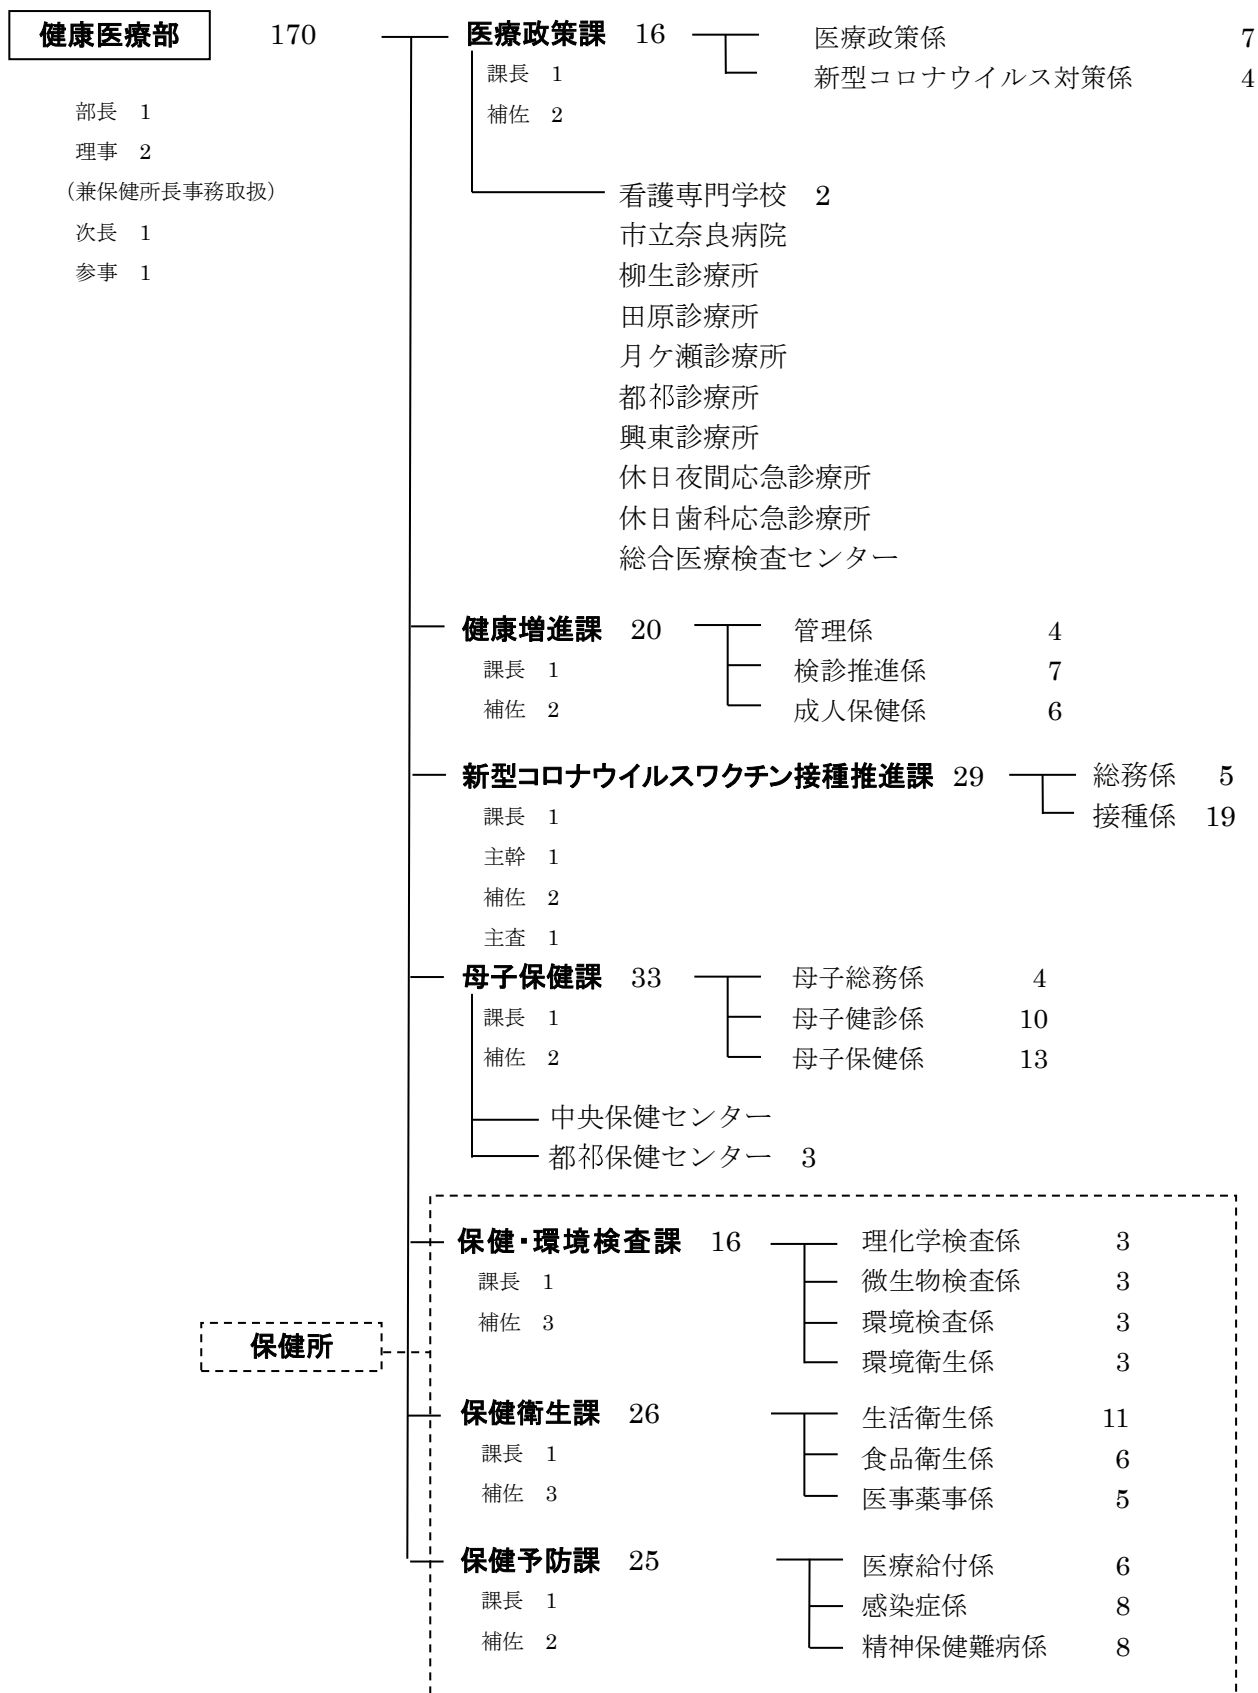 健康医療部 170 医療政策課 16 医療政策係 7
課長 1 新型コロナウイルス対策係 4
部長 1 補佐 2
理事 2
(兼保健所長事務取扱) 看護専門学校 2
次長 1 市立奈良病院
参事 1 柳生診療所
田原診療所
月ケ瀬診療所
都祁診療所
興東診療所
休日夜間応急診療所
休日歯科応急診療所
総合医療検査センター
健康増進課 20 管理係 4
課長 1 検診推進係 7
補佐 2 成人保健係 6
新型コロナウイルスワクチン接種推進課 29 総務係 5
課長 1 接種係 19
主幹 1
補佐 2
主査 1
母子保健課 33 母子総務係 4
課長 1 母子健診係 10
補佐 2 母子保健係 13
中央保健センター
都祁保健センター 3
保健・環境検査課 16 理化学検査係 3
課長 1 微生物検査係 3
補佐 3 環境検査係 3
保健所 環境衛生係 3
保健衛生課 26 生活衛生係 11
課長 1 食品衛生係 6
補佐 3 医事薬事係 5
保健予防課 25 医療給付係 6
課長 1 感染症係 8
補佐 2 精神保健難病係 8